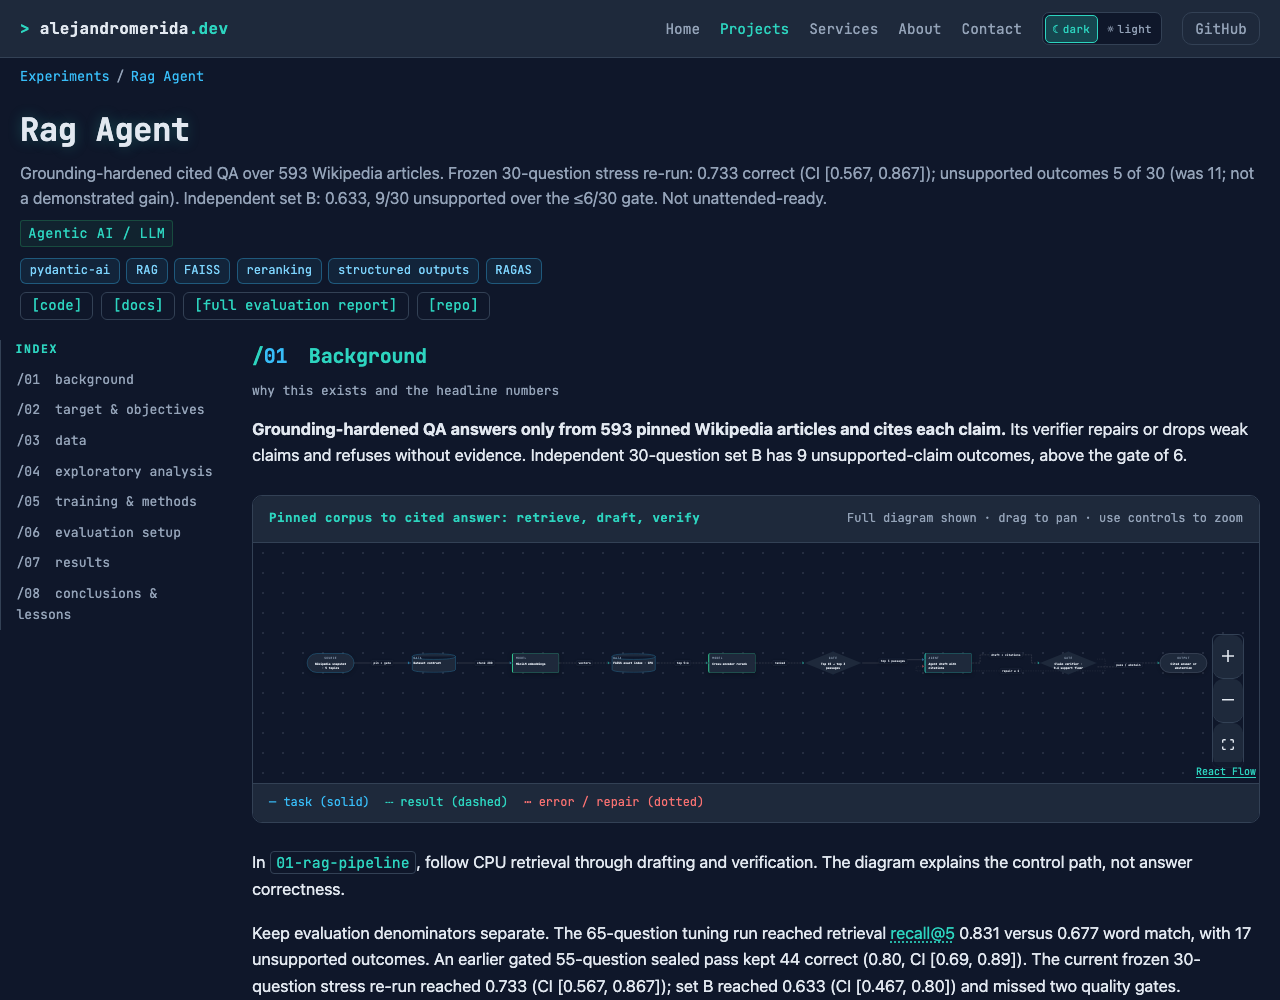 > alejandromerida.dev
Home Projects Services About Contact ☾ dark ☼ light GitHub
Experiments / Rag Agent
Rag Agent
Grounding-hardened cited QA over 593 Wikipedia articles. Frozen 30-question stress re-run: 0.733 correct (CI [0.567, 0.867]); unsupported outcomes 5 of 30 (was 11; not
a demonstrated gain). Independent set B: 0.633, 9/30 unsupported over the ≤6/30 gate. Not unattended-ready.
Agentic AI / LLM
pydantic-ai RAG FAISS reranking structured outputs RAGAS
[code] [docs] [full evaluation report] [repo]
INDEX
/01 background
/02 target & objectives
/03 data
/04 exploratory analysis
/05 training & methods
/06 evaluation setup
/07 results
/08 conclusions &
lessons
/01 Background
why this exists and the headline numbers
Grounding-hardened QA answers only from 593 pinned Wikipedia articles and cites each claim. Its verifier repairs or drops weak
claims and refuses without evidence. Independent 30-question set B has 9 unsupported-claim outcomes, above the gate of 6.
Pinned corpus to cited answer: retrieve, draft, verify
Full diagram shown · drag to pan · use controls to zoom
React Flow
— task (solid) -- result (dashed) ··· error / repair (dotted)
In 01-rag-pipeline, follow CPU retrieval through drafting and verification. The diagram explains the control path, not answer
correctness.
Keep evaluation denominators separate. The 65-question tuning run reached retrieval recall@5 0.831 versus 0.677 word match, with 17
unsupported outcomes. An earlier gated 55-question sealed pass kept 44 correct (0.80, CI [0.69, 0.89]). The current frozen 30-
question stress re-run reached 0.733 (CI [0.567, 0.867]); set B reached 0.633 (CI [0.467, 0.80]) and missed two quality gates.